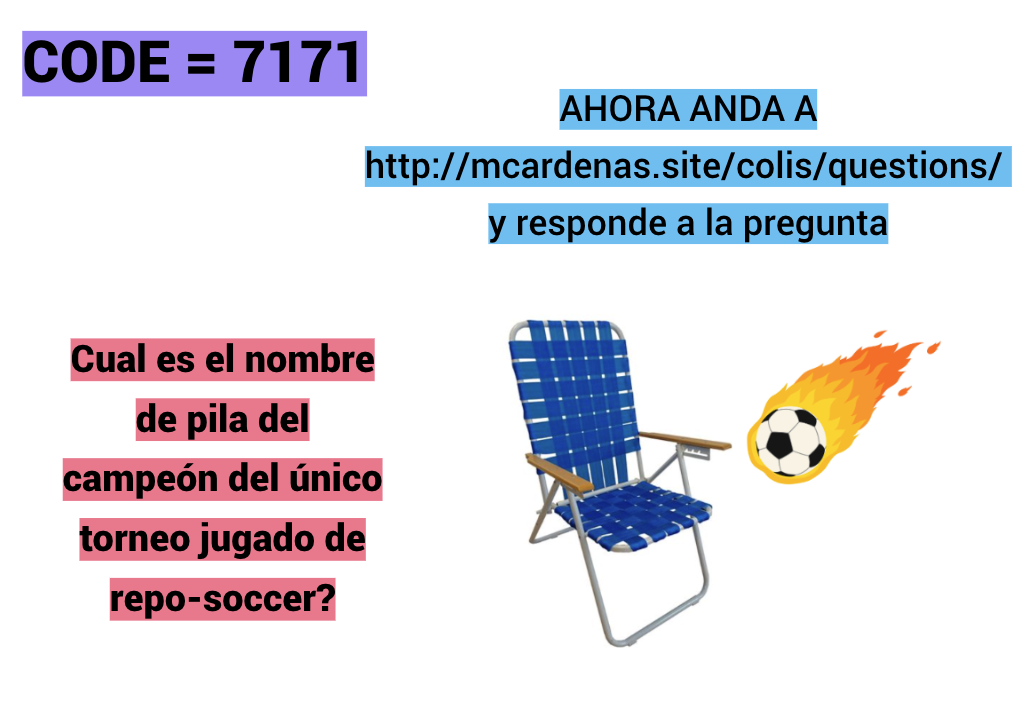 CODE = 7171
AHORA ANDA A
http://mcardenas.site/colis/questions/
y responde a la pregunta
Cual es el nombre
de pila del
campeón del único
torneo jugado de
repo-soccer?